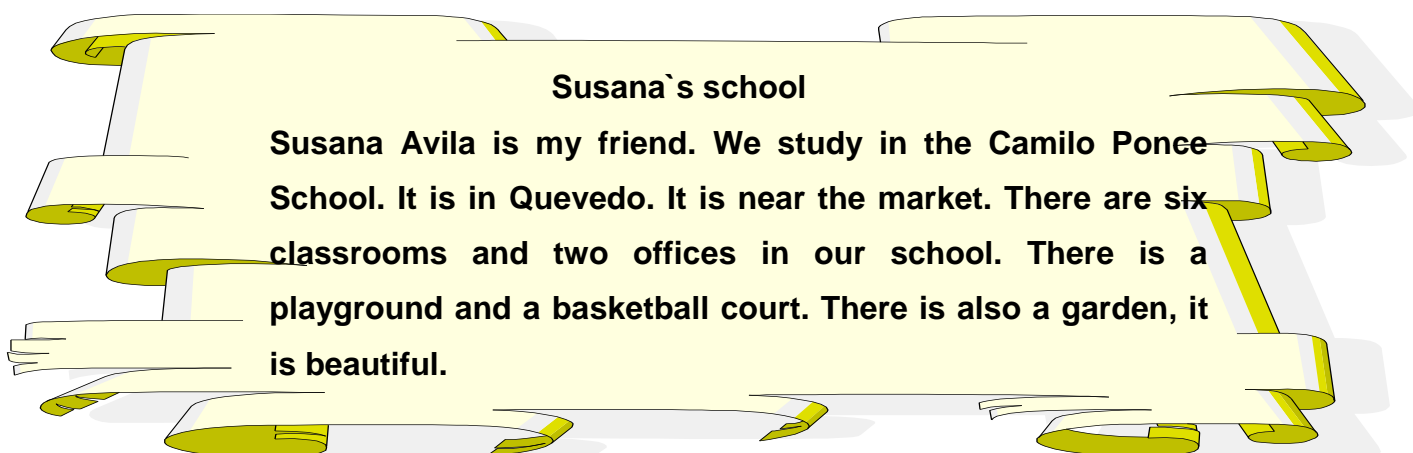 Susana`s school
Susana Avila is my friend. We study in the Camilo Ponce
School. It is in Quevedo. It is near the market. There are six
classrooms and two offices in our school. There is a
playground and a basketball court. There is also a garden, it
is beautiful.